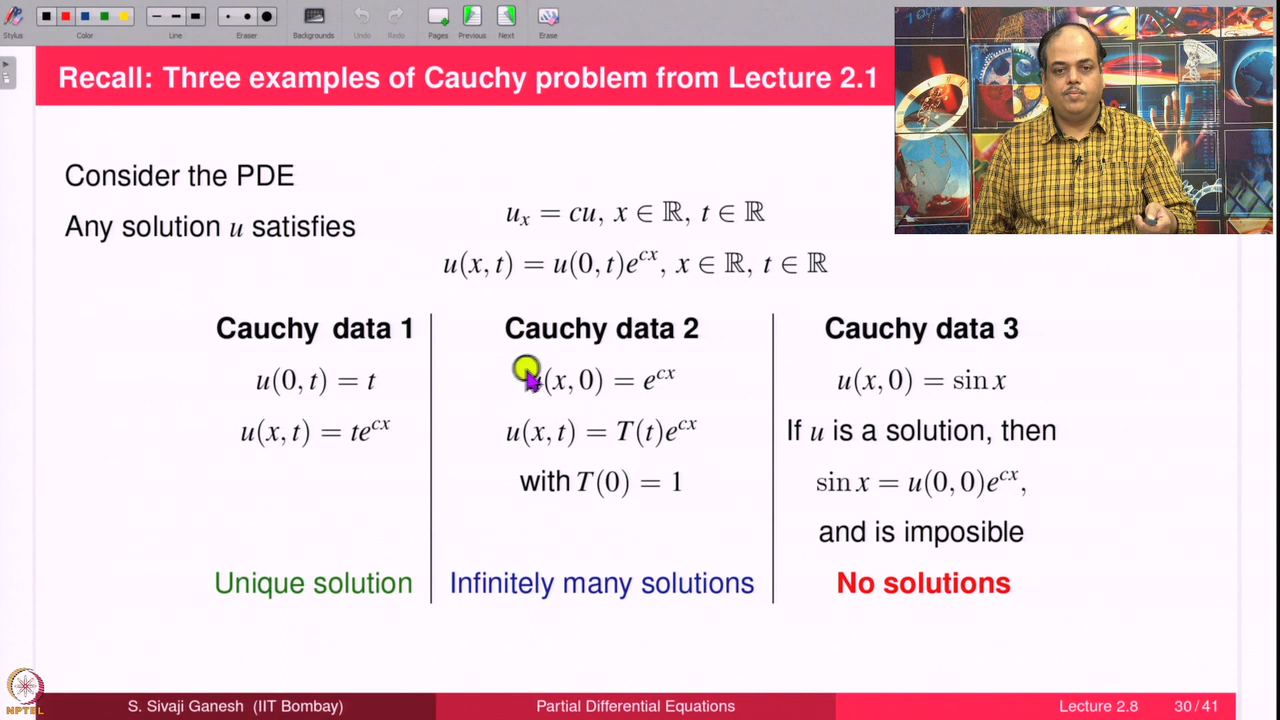 Stylus
Color
Line
Eraser
Backgrounds
Undo
Redo
Pages
Previous
Next
Erase
Recall: Three examples of Cauchy problem from Lecture 2.1
Consider the PDE
u_x = cu, x ∈ ℝ, t ∈ ℝ
Any solution u satisfies
u(x, t) = u(0, t)e^{cx}, x ∈ ℝ, t ∈ ℝ
Cauchy data 1
u(0, t) = t
u(x, t) = te^{cx}
Unique solution
Cauchy data 2
u(x, 0) = e^{cx}
u(x, t) = T(t)e^{cx}
with T(0) = 1
Infinitely many solutions
Cauchy data 3
u(x, 0) = sin x
If u is a solution, then
sin x = u(0, 0)e^{cx},
and is imposible
No solutions
NPTEL
S. Sivaji Ganesh (IIT Bombay)
Partial Differential Equations
Lecture 2.8
30 / 41